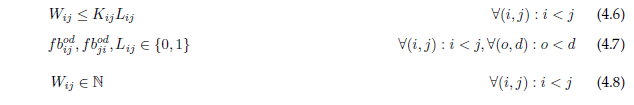 W_{ij} ≤ K_{ij}L_{ij} ∀(i, j) : i < j (4.6)
fb^{od}_{ij}, fb^{od}_{ji}, L_{ij} ∈ {0, 1} ∀(i, j) : i < j, ∀(o, d) : o < d (4.7)
W_{ij} ∈ ℕ ∀(i, j) : i < j (4.8)